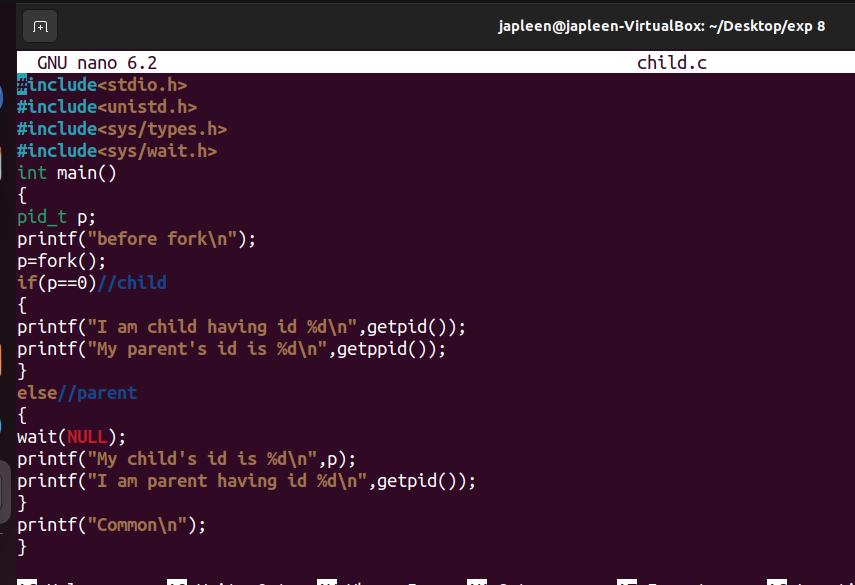 japleen@japleen-VirtualBox: ~/Desktop/exp 8
GNU nano 6.2 child.c
#include<stdio.h>
#include<unistd.h>
#include<sys/types.h>
#include<sys/wait.h>
int main()
{
pid_t p;
printf("before fork\n");
p=fork();
if(p==0)//child
{
printf("I am child having id %d\n",getpid());
printf("My parent's id is %d\n",getppid());
}
else//parent
{
wait(NULL);
printf("My child's id is %d\n",p);
printf("I am parent having id %d\n",getpid());
}
printf("Common\n");
}